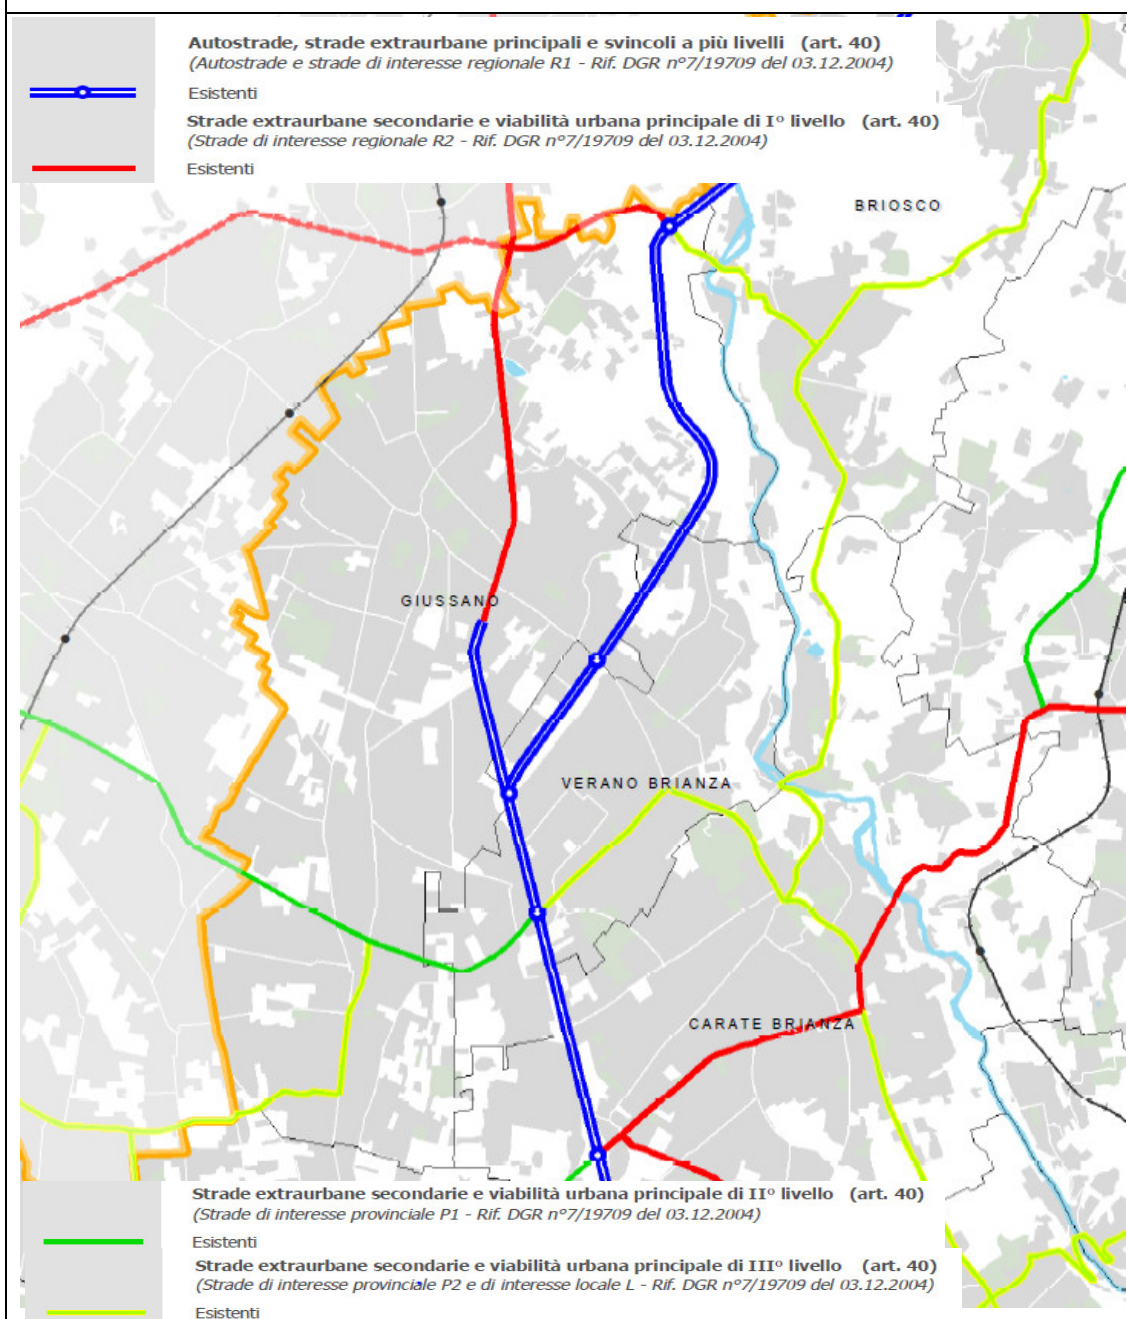 Autostrade, strade extraurbane principali e svincoli a più livelli (art. 40)
(Autostrade e strade di interesse regionale R1 - Rif. DGR n°7/19709 del 03.12.2004)
Esistenti
Strade extraurbane secondarie e viabilità urbana principale di I° livello (art. 40)
(Strade di interesse regionale R2 - Rif. DGR n°7/19709 del 03.12.2004)
Esistenti
BRIOSCO
GIUSSANO
VERANO BRIANZA
CARATE BRIANZA
Strade extraurbane secondarie e viabilità urbana principale di II° livello (art. 40)
(Strade di interesse provinciale P1 - Rif. DGR n°7/19709 del 03.12.2004)
Esistenti
Strade extraurbane secondarie e viabilità urbana principale di III° livello (art. 40)
(Strade di interesse provinciale P2 e di interesse locale L - Rif. DGR n°7/19709 del 03.12.2004)
Esistenti